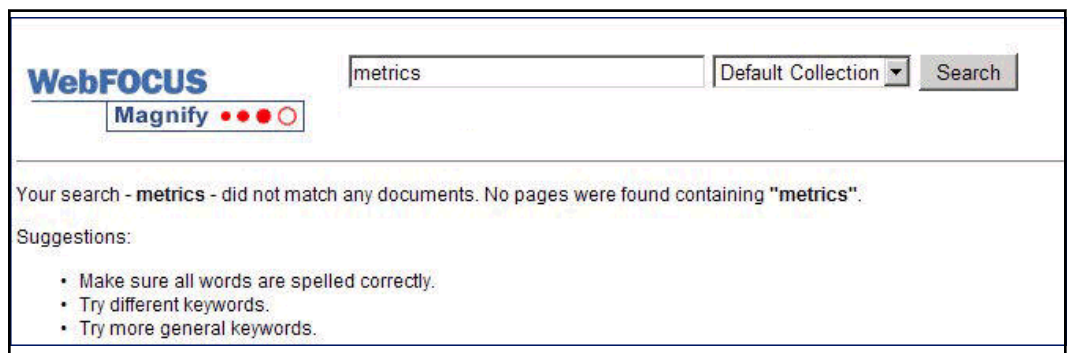 WebFOCUS
Magnify
metrics
Default Collection
Search
Your search - metrics - did not match any documents. No pages were found containing "metrics".
Suggestions:
• Make sure all words are spelled correctly.
• Try different keywords.
• Try more general keywords.